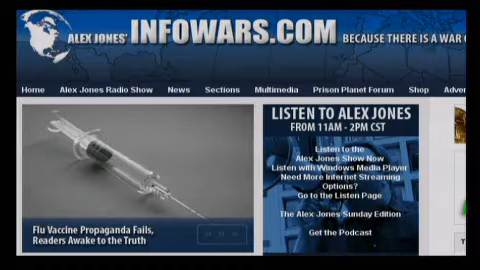 ALEX JONES' INFOWARS.COM BECAUSE THERE IS A WAR
Home Alex Jones Radio Show News Sections Multimedia Prison Planet Forum Shop
LISTEN TO ALEX JONES
FROM 11AM - 2PM CST
Listen to the
Alex Jones Show Now
Listen with Windows Media Player
Need More Internet Streaming
Options?
Go to the Listen Page
The Alex Jones Sunday Edition
Get the Podcast
Flu Vaccine Propaganda Fails,
Readers Awake to the Truth